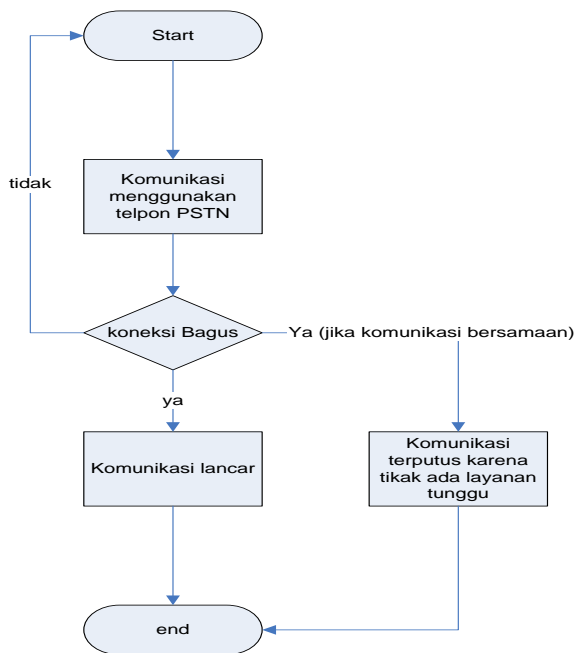 Start
tidak
Komunikasi
menggunakan
telpon PSTN
koneksi Bagus
Ya (jika komunikasi bersamaan)
ya
Komunikasi lancar
Komunikasi
terputus karena
tikak ada layanan
tunggu
end